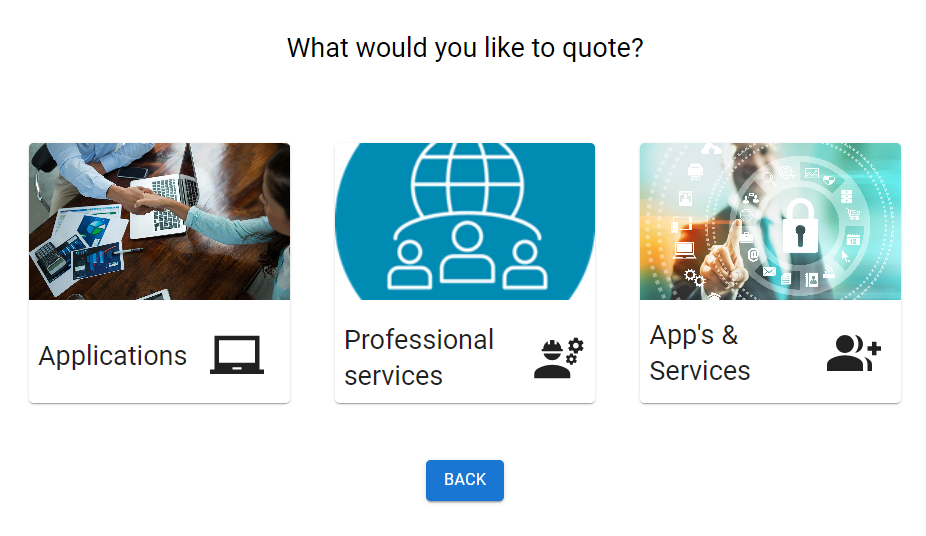 What would you like to quote?
Applications
Professional
services
App's &
Services
BACK